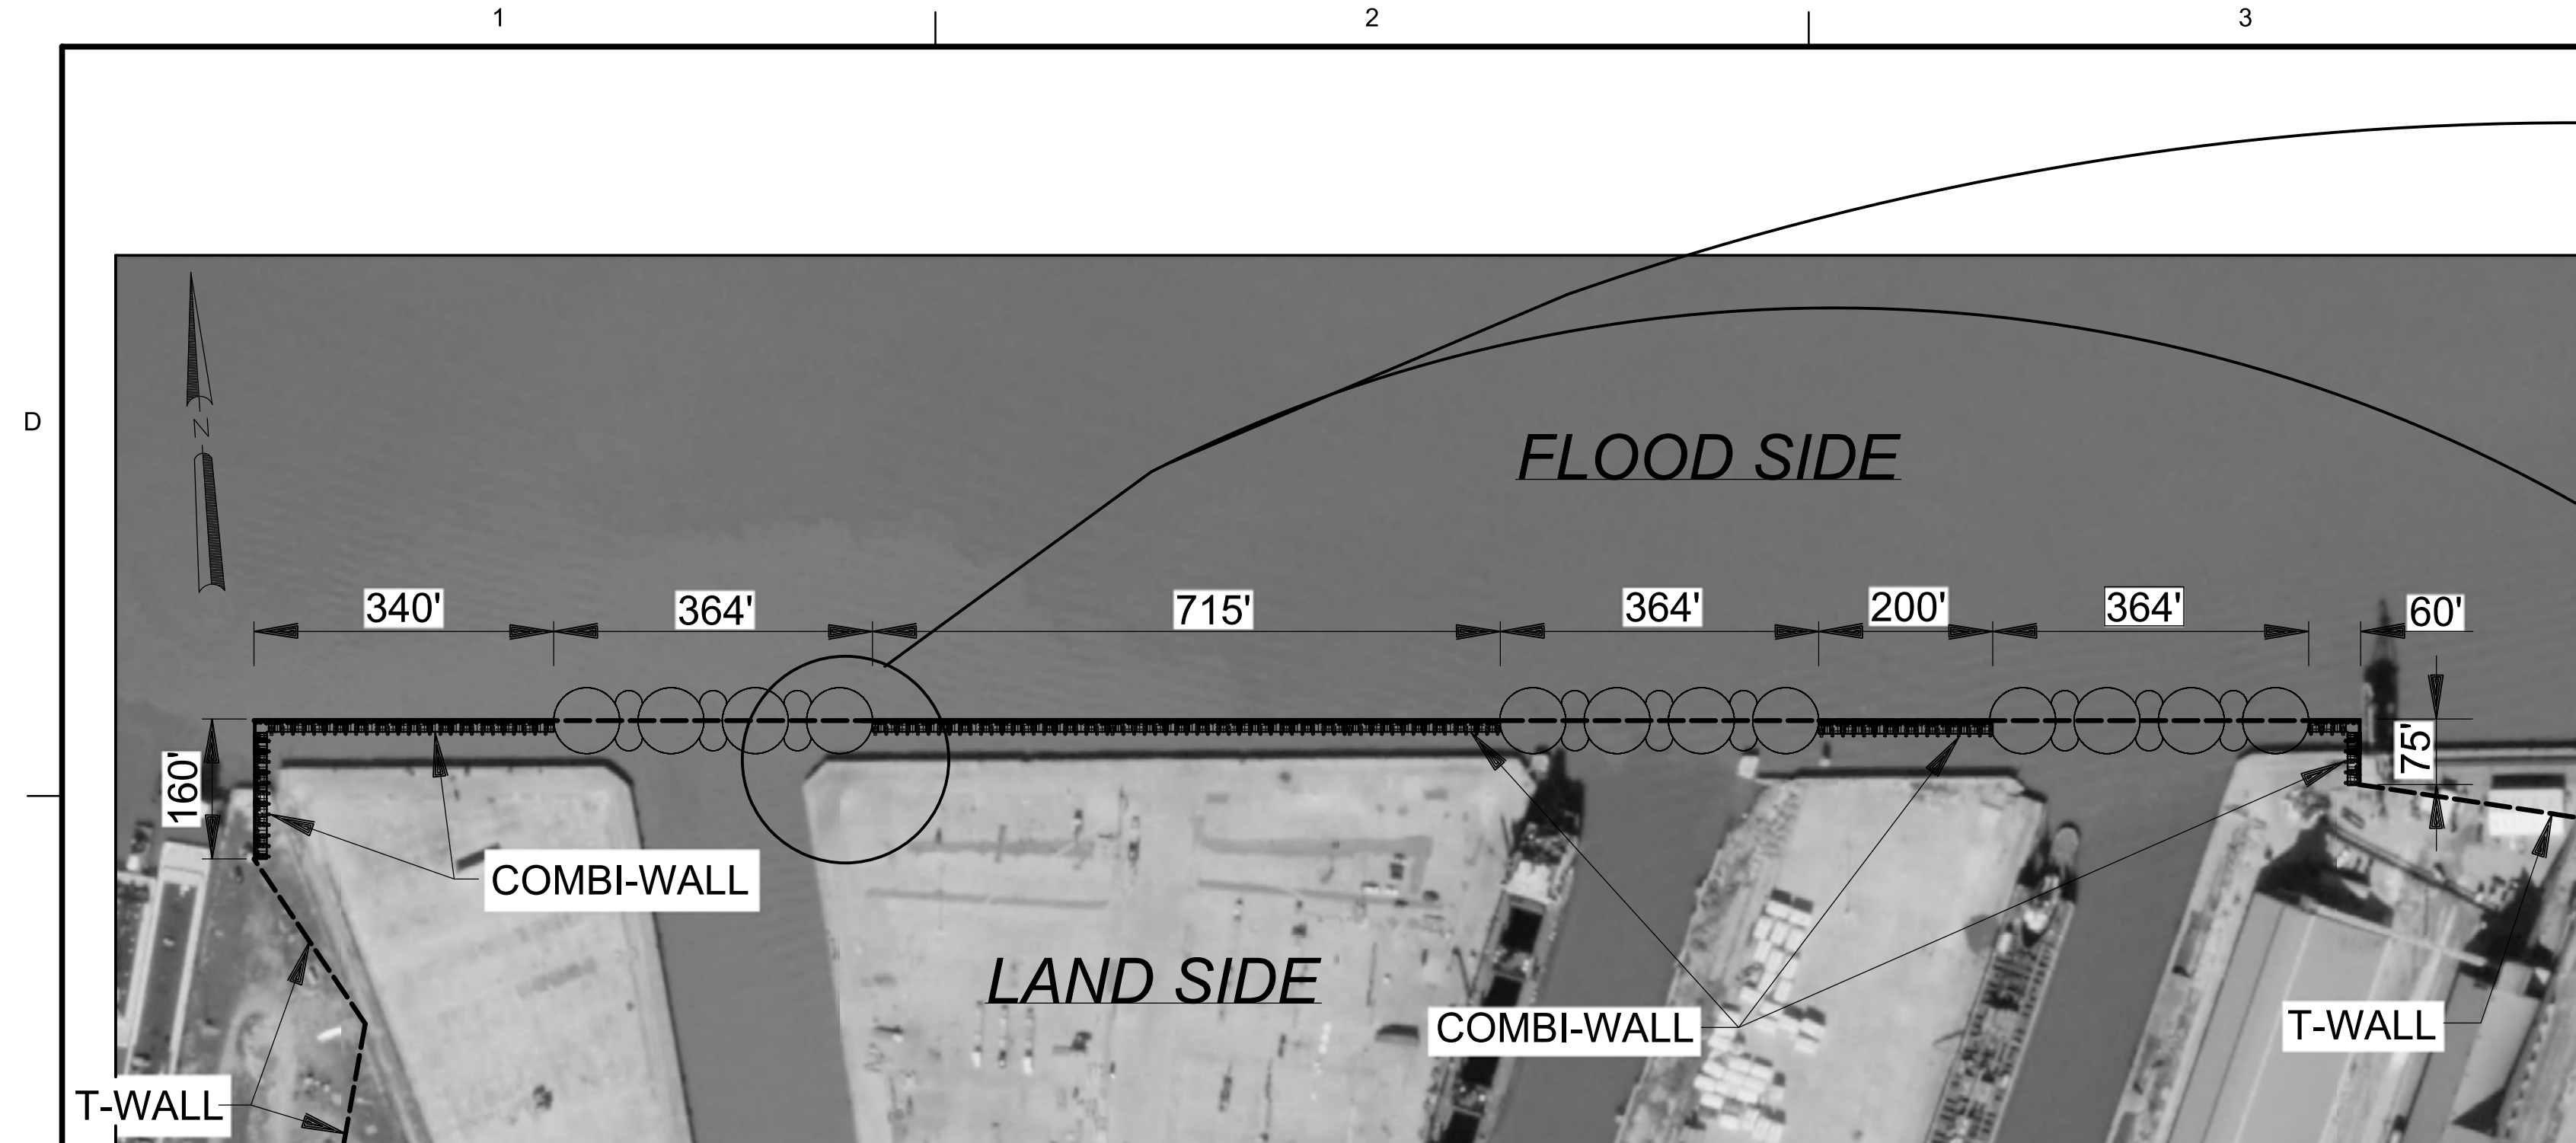 1 2 3
D
N
FLOOD SIDE
340' 364' 715' 364' 200' 364' 60'
160'
75'
COMBI-WALL
LAND SIDE
COMBI-WALL
T-WALL
T-WALL